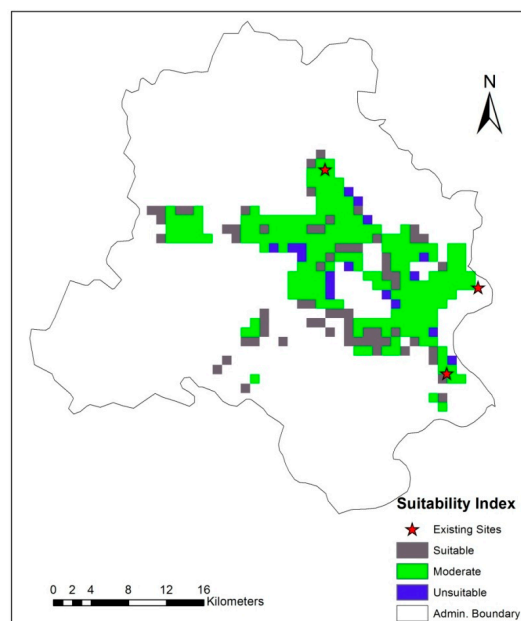 N
Suitability Index
Existing Sites
Suitable
Moderate
Unsuitable
Admin. Boundary
0 2 4 8 12 16
Kilometers